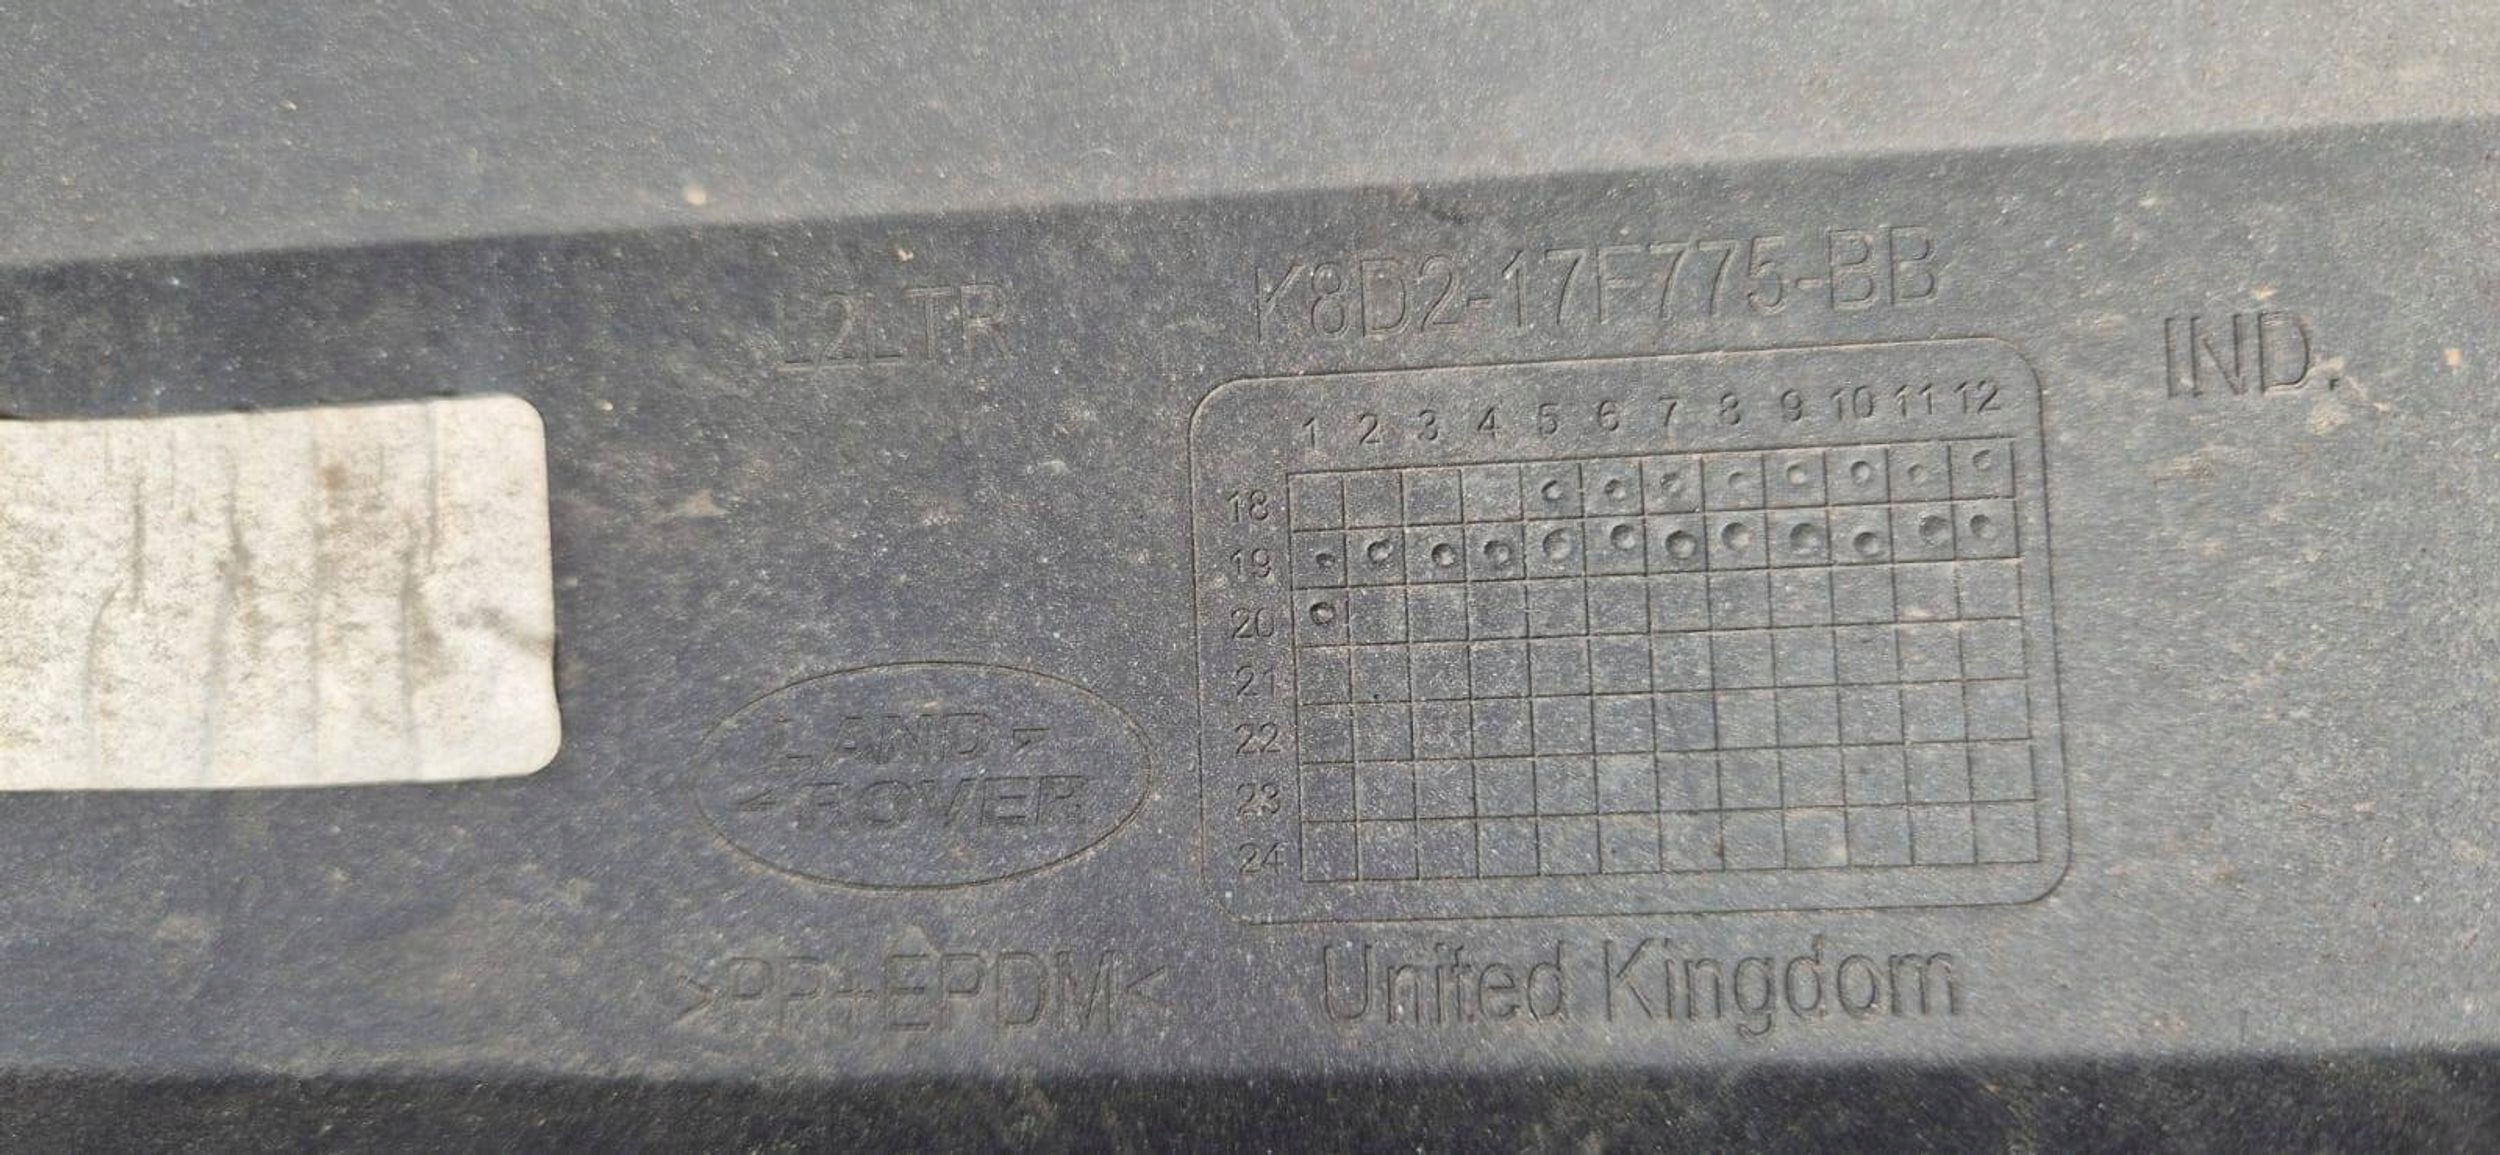 L2LTR
K8D2-17F775-BB
IND.
1 2 3 4 5 6 7 8 9 10 11 12
18
19
20
21
22
23
24
LAND
ROVER
>PP+EPDM<
United Kingdom